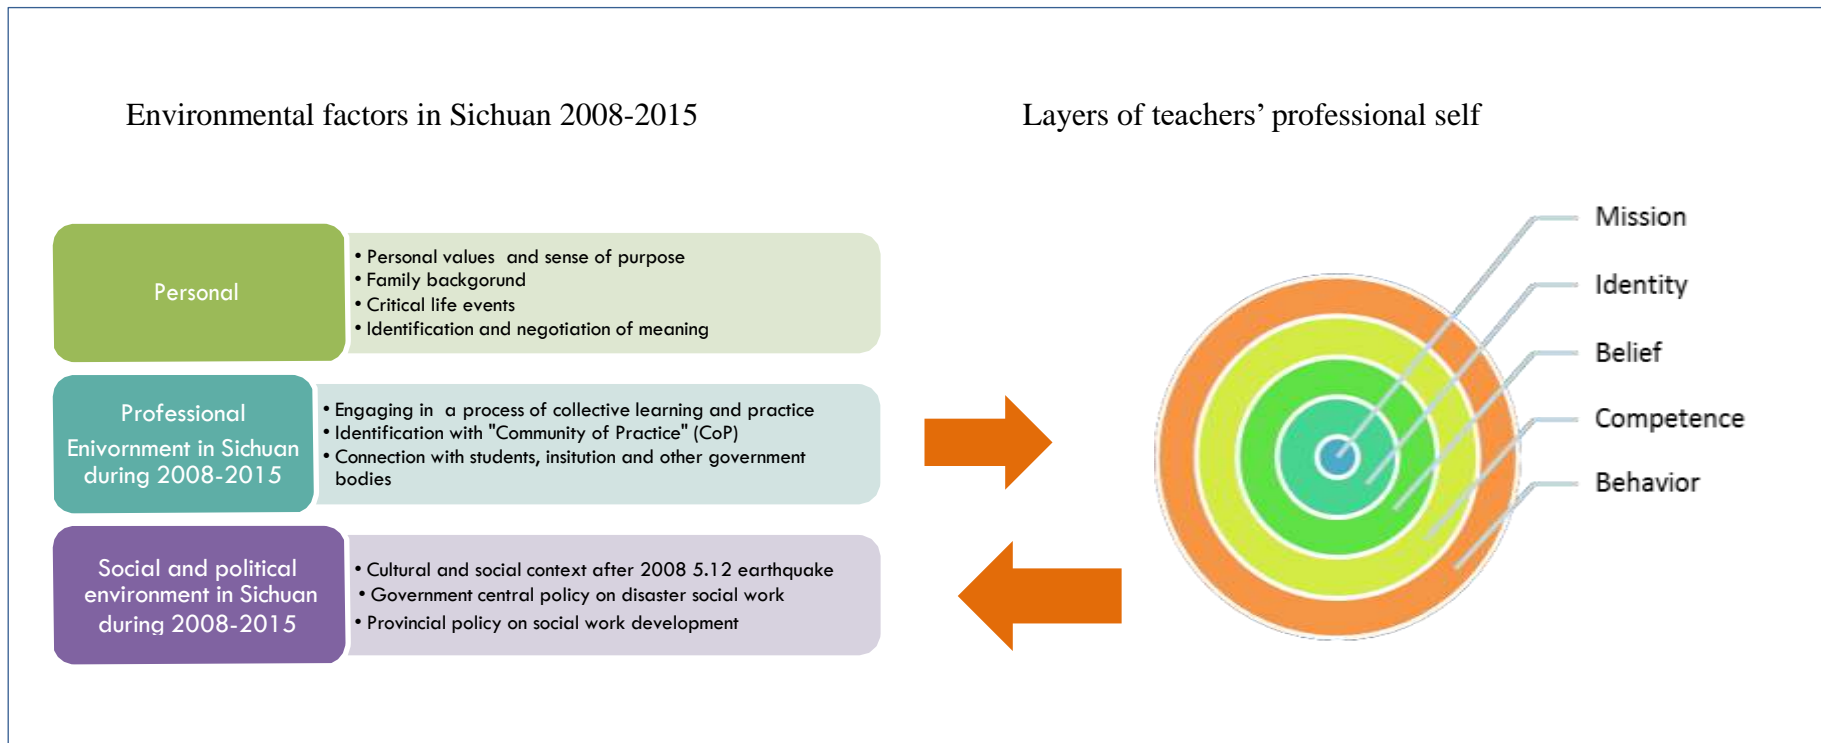 Environmental factors in Sichuan 2008-2015
Layers of teachers’ professional self
Personal
• Personal values and sense of purpose
• Family backgorund
• Critical life events
• Identification and negotiation of meaning
Professional
Enivornment in Sichuan
during 2008-2015
• Engaging in a process of collective learning and practice
• Identification with "Community of Practice" (CoP)
• Connection with students, insitution and other government
bodies
Social and political
environment in Sichuan
during 2008-2015
• Cultural and social context after 2008 5.12 earthquake
• Government central policy on disaster social work
• Provincial policy on social work development
Mission
Identity
Belief
Competence
Behavior